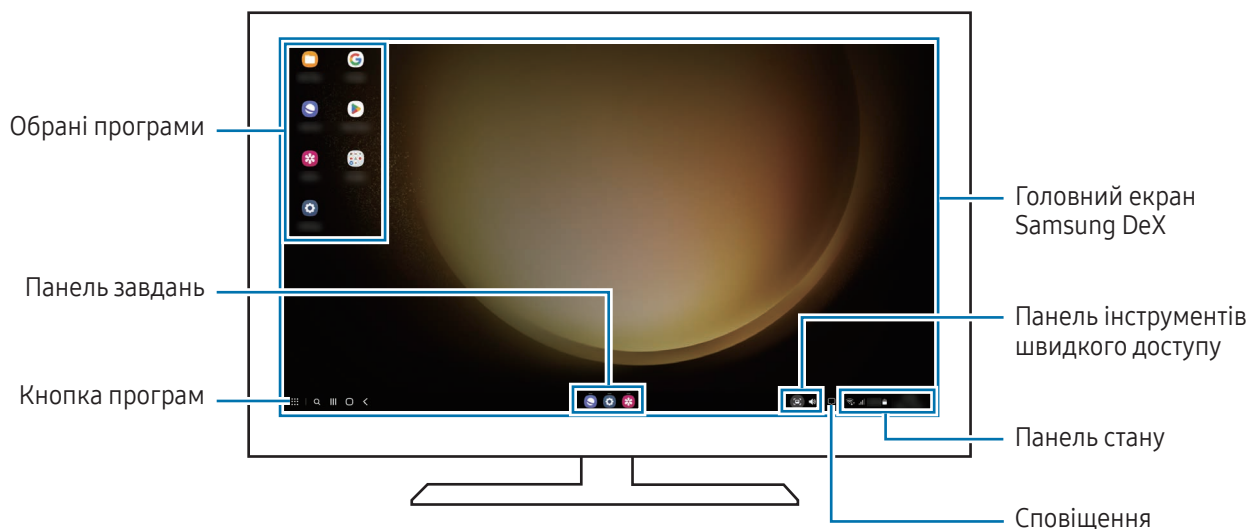 Обрані програми
Головний екран
Samsung DeX
Панель завдань
Панель інструментів
швидкого доступу
Кнопка програм
Панель стану
Сповіщення